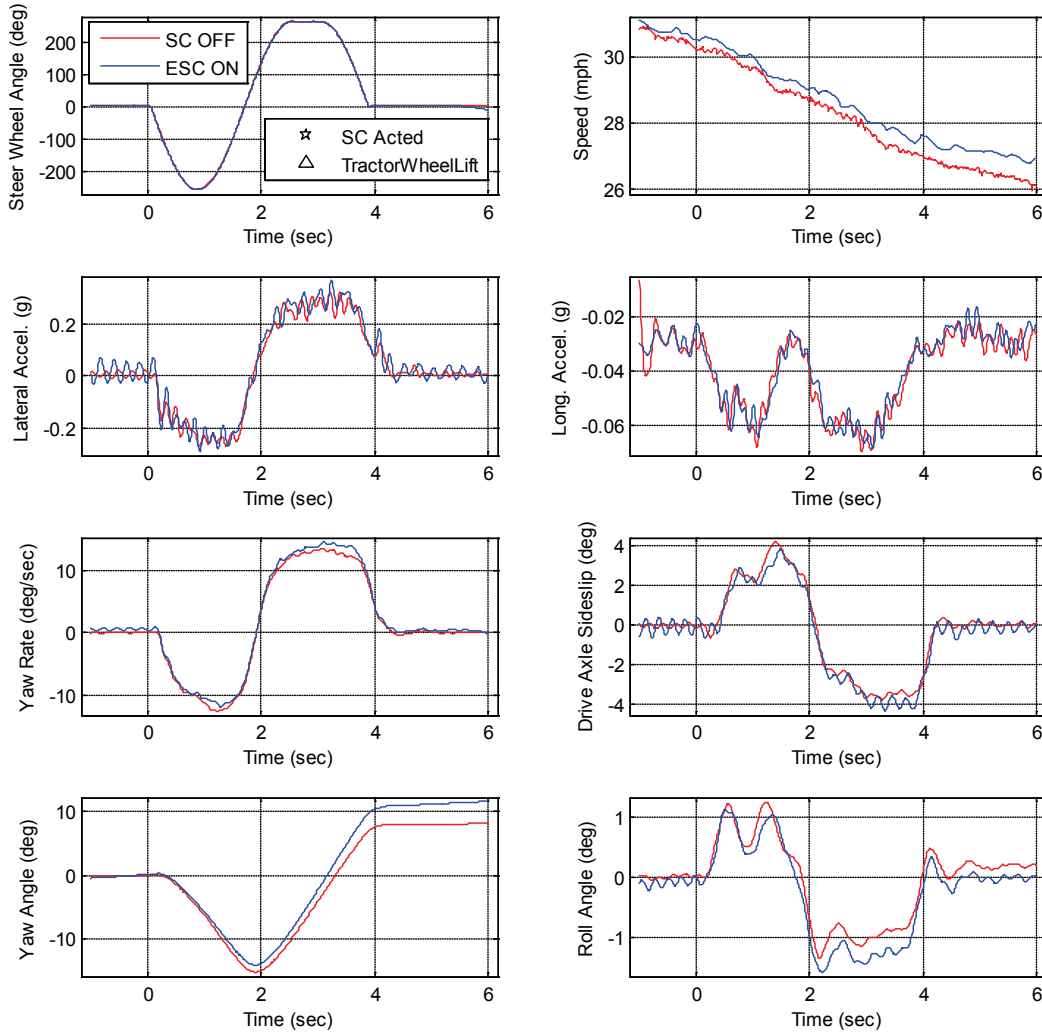 Steer Wheel Angle (deg)
200
100
0
-100
-200
SC OFF
ESC ON
SC Acted
TractorWheelLift
0 2 4 6
Time (sec)
Speed (mph)
30
28
26
0 2 4 6
Time (sec)
Lateral Accel. (g)
0.2
0
-0.2
0 2 4 6
Time (sec)
Long. Accel. (g)
-0.02
-0.04
-0.06
0 2 4 6
Time (sec)
Yaw Rate (deg/sec)
10
0
-10
0 2 4 6
Time (sec)
Drive Axle Sideslip (deg)
4
2
0
-2
-4
0 2 4 6
Time (sec)
Yaw Angle (deg)
10
0
-10
0 2 4 6
Time (sec)
Roll Angle (deg)
1
0
-1
0 2 4 6
Time (sec)